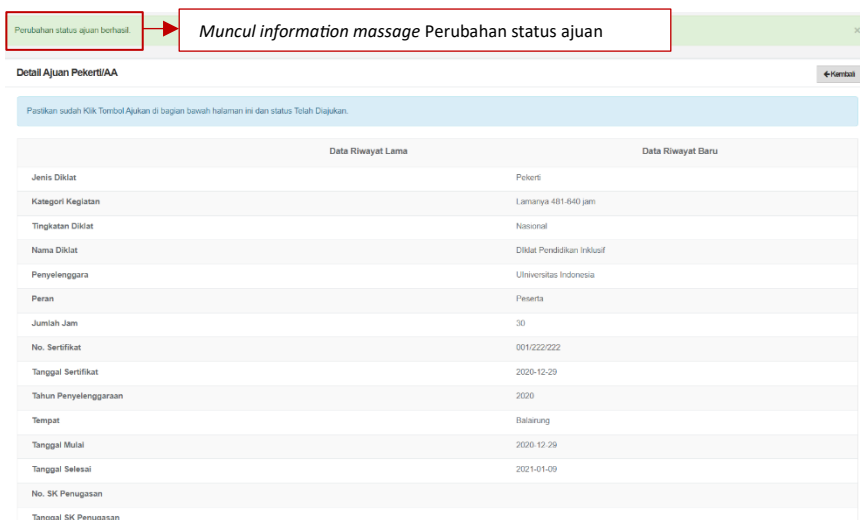 Perubahan status ajuan berhasil.
Muncul information massage Perubahan status ajuan
×
Detail Ajuan Pekerti/AA
Kembali
Pastikan sudah Klik Tombol Ajukan di bagian bawah halaman ini dan status Telah Diajukan.
Data Riwayat Lama Data Riwayat Baru
Jenis Diklat Pekerti
Kategori Kegiatan Lamanya 481-640 jam
Tingkatan Diklat Nasional
Nama Diklat DIklat Pendidikan Inklusif
Penyelenggara UIniversitas Indonesia
Peran Peserta
Jumlah Jam 30
No. Sertifikat 001/222/222
Tanggal Sertifikat 2020-12-29
Tahun Penyelenggaraan 2020
Tempat Balairung
Tanggal Mulai 2020-12-29
Tanggal Selesai 2021-01-09
No. SK Penugasan
Tanggal SK Penugasan